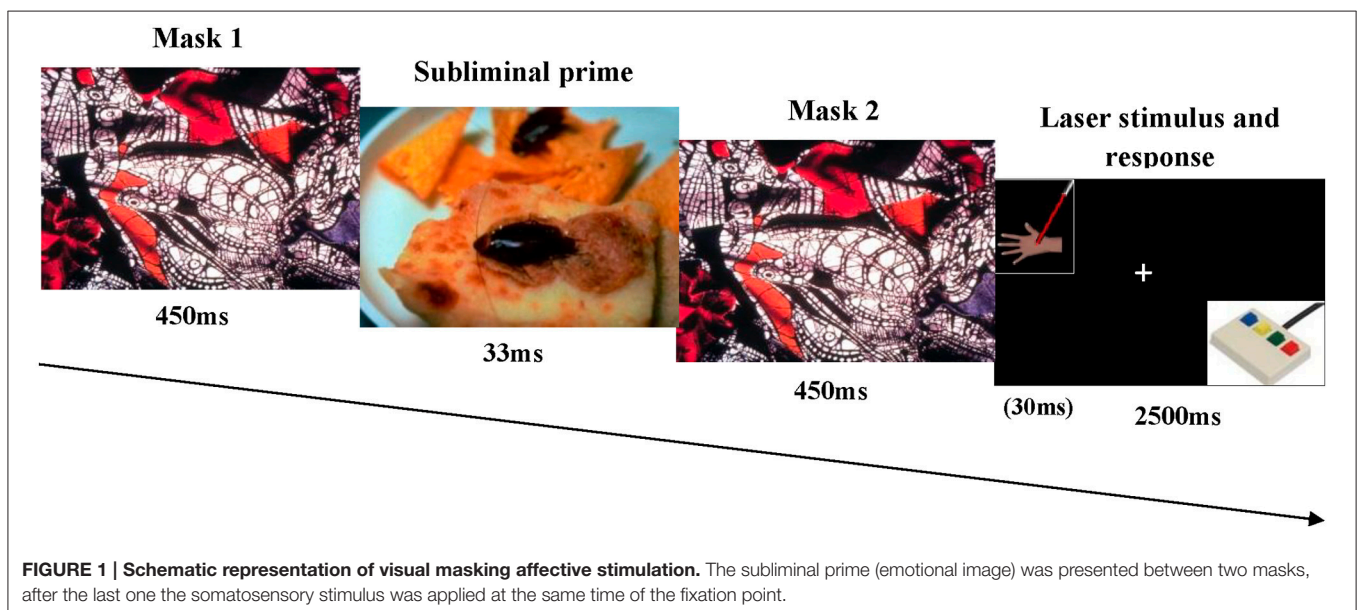 Mask 1
Subliminal prime
Mask 2
Laser stimulus and
response
450ms
33ms
450ms
(30ms)
2500ms
FIGURE 1 | Schematic representation of visual masking affective stimulation. The subliminal prime (emotional image) was presented between two masks,
after the last one the somatosensory stimulus was applied at the same time of the fixation point.